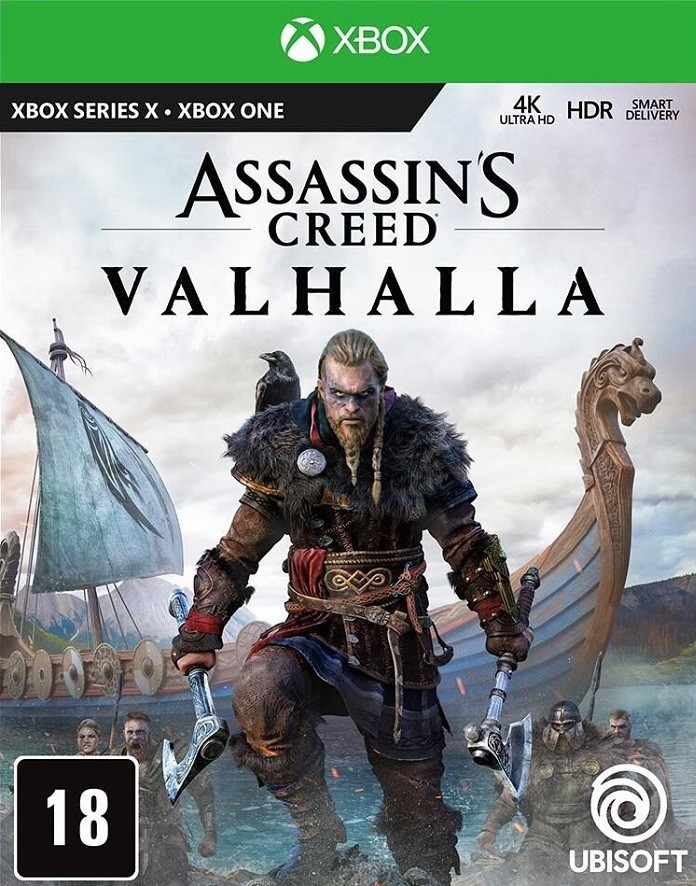 XBOX
XBOX SERIES X • XBOX ONE
4K
ULTRA HD
HDR
SMART
DELIVERY
ASSASSIN'S
CREED®
VALHALLA
18
UBISOFT